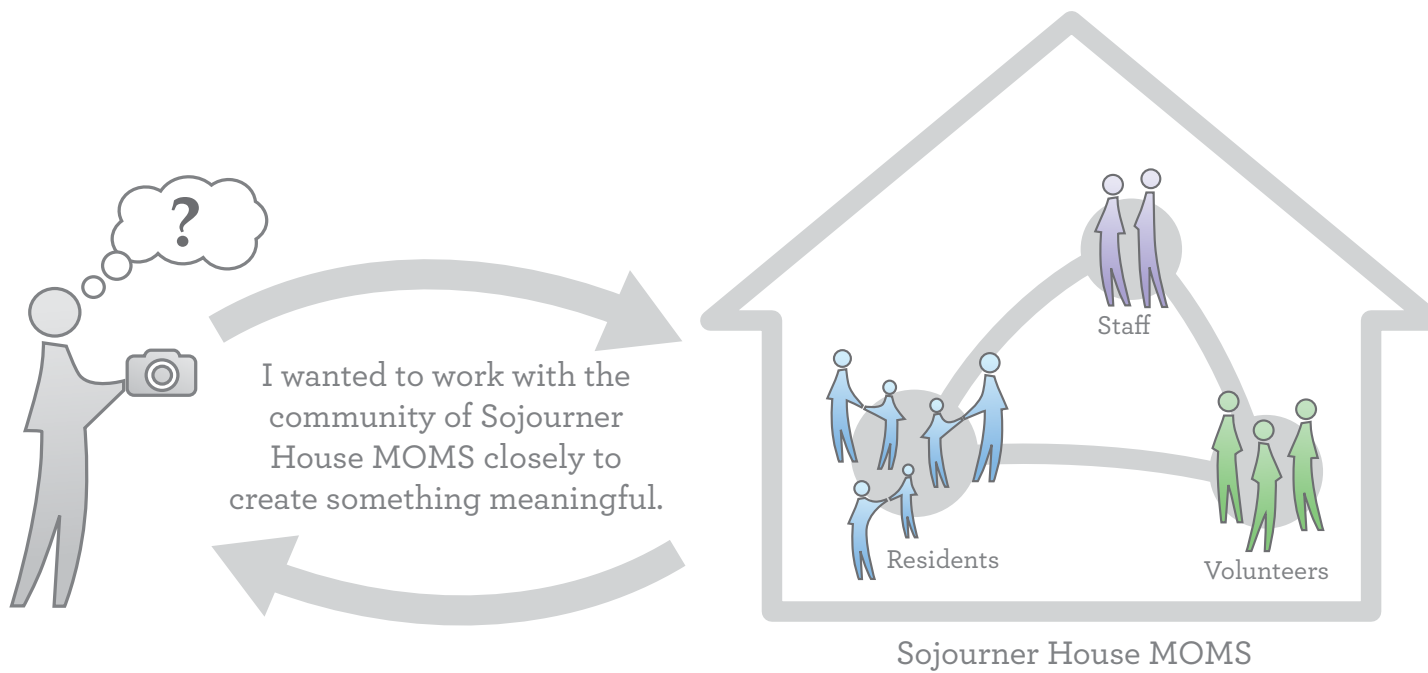 ?
I wanted to work with the
community of Sojourner
House MOMS closely to
create something meaningful.
Staff
Residents
Volunteers
Sojourner House MOMS